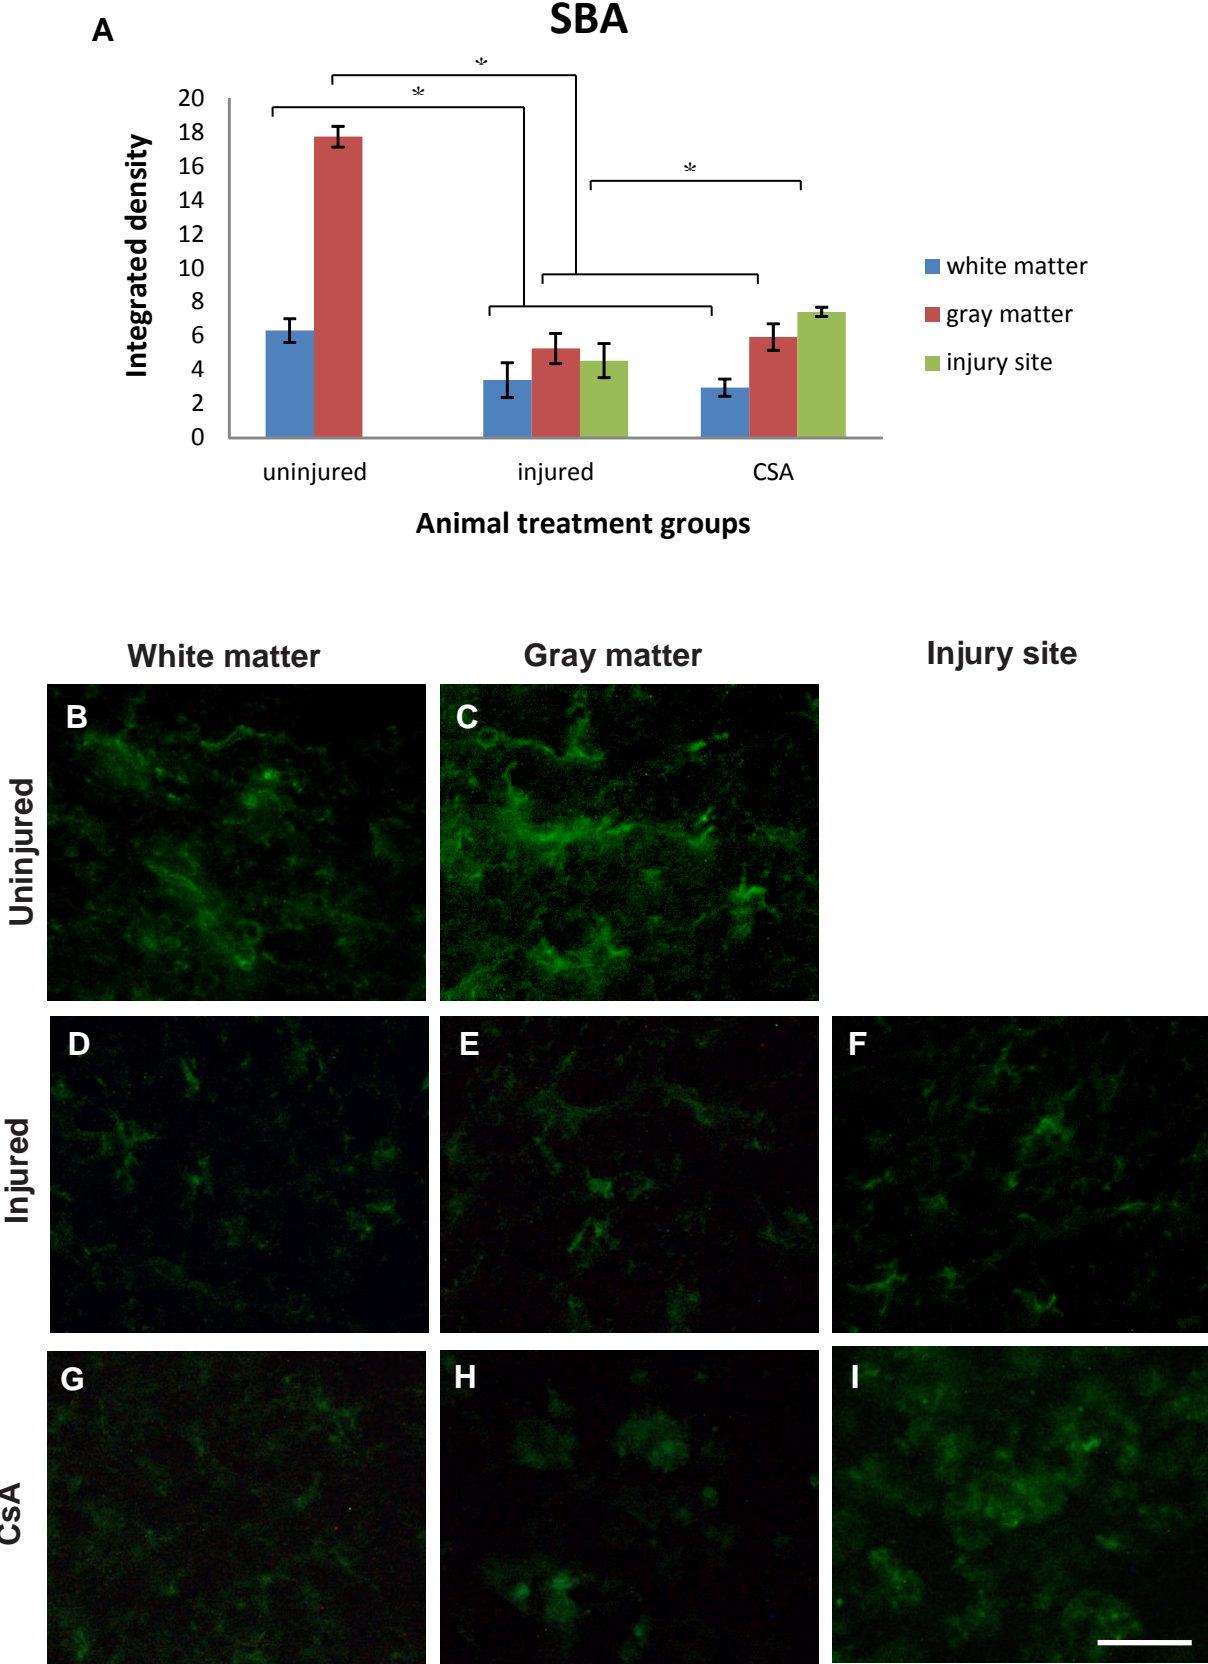 SBA
A
*
*
*
20
18
16
14
12
10
8
6
4
2
0
Integrated density
uninjured
injured
CSA
Animal treatment groups
white matter
gray matter
injury site
White matter
Gray matter
Injury site
Uninjured
B
C
Injured
D
E
F
CsA
G
H
I